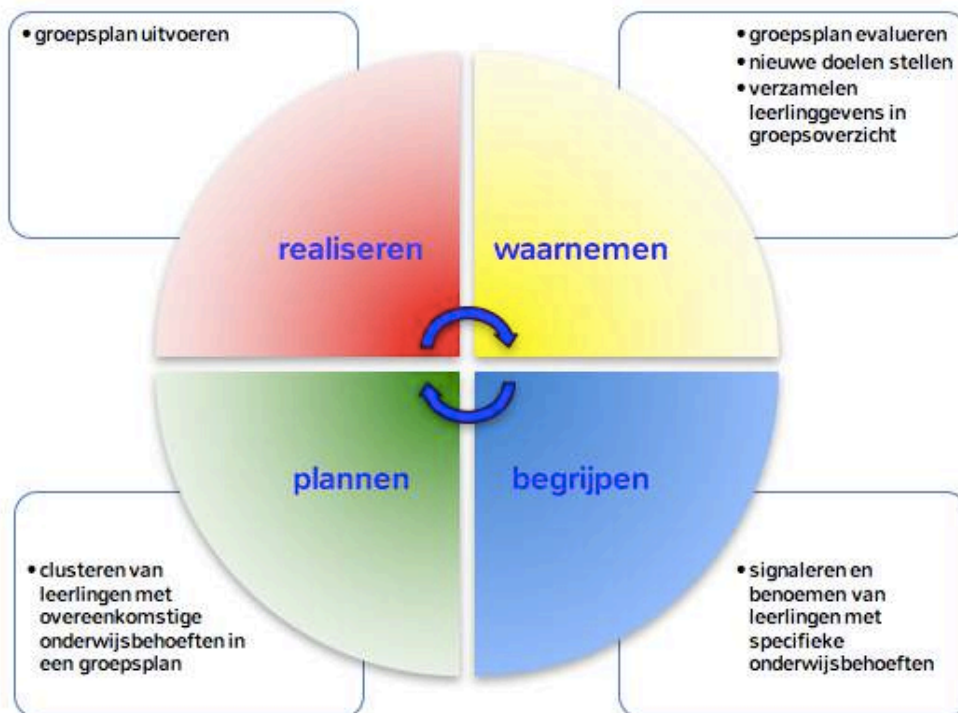 • groepsplan uitvoeren
• groepsplan evalueren
• nieuwe doelen stellen
• verzamelen
leerlinggevens in
groepsoverzicht
realiseren
waarnemen
plannen
begrijpen
• clusteren van
leerlingen met
overeenkomstige
onderwijsbehoeften in
een groepsplan
• signaleren en
benoemen van
leerlingen met
specifieke
onderwijsbehoeften